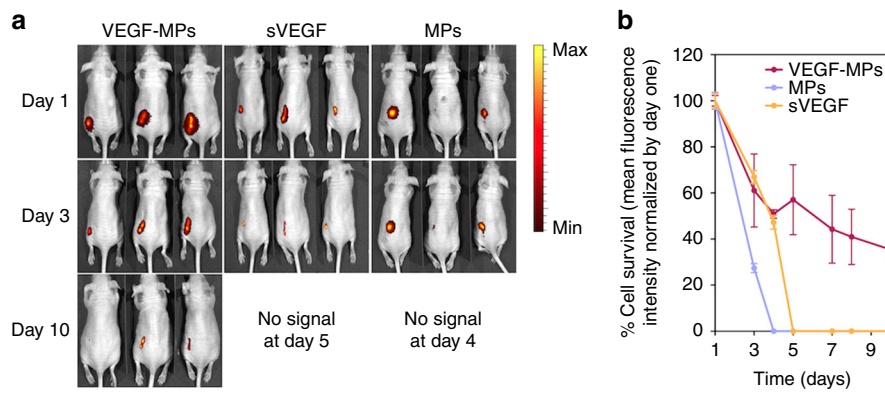 a
VEGF-MPs sVEGF MPs
Day 1
Day 3
Day 10
No signal
at day 5
No signal
at day 4
Max
Min
b
% Cell survival (mean fluorescence
intensity normalized by day one)
120
100
80
60
40
20
0
VEGF-MPs
MPs
sVEGF
1 3 5 7 9
Time (days)